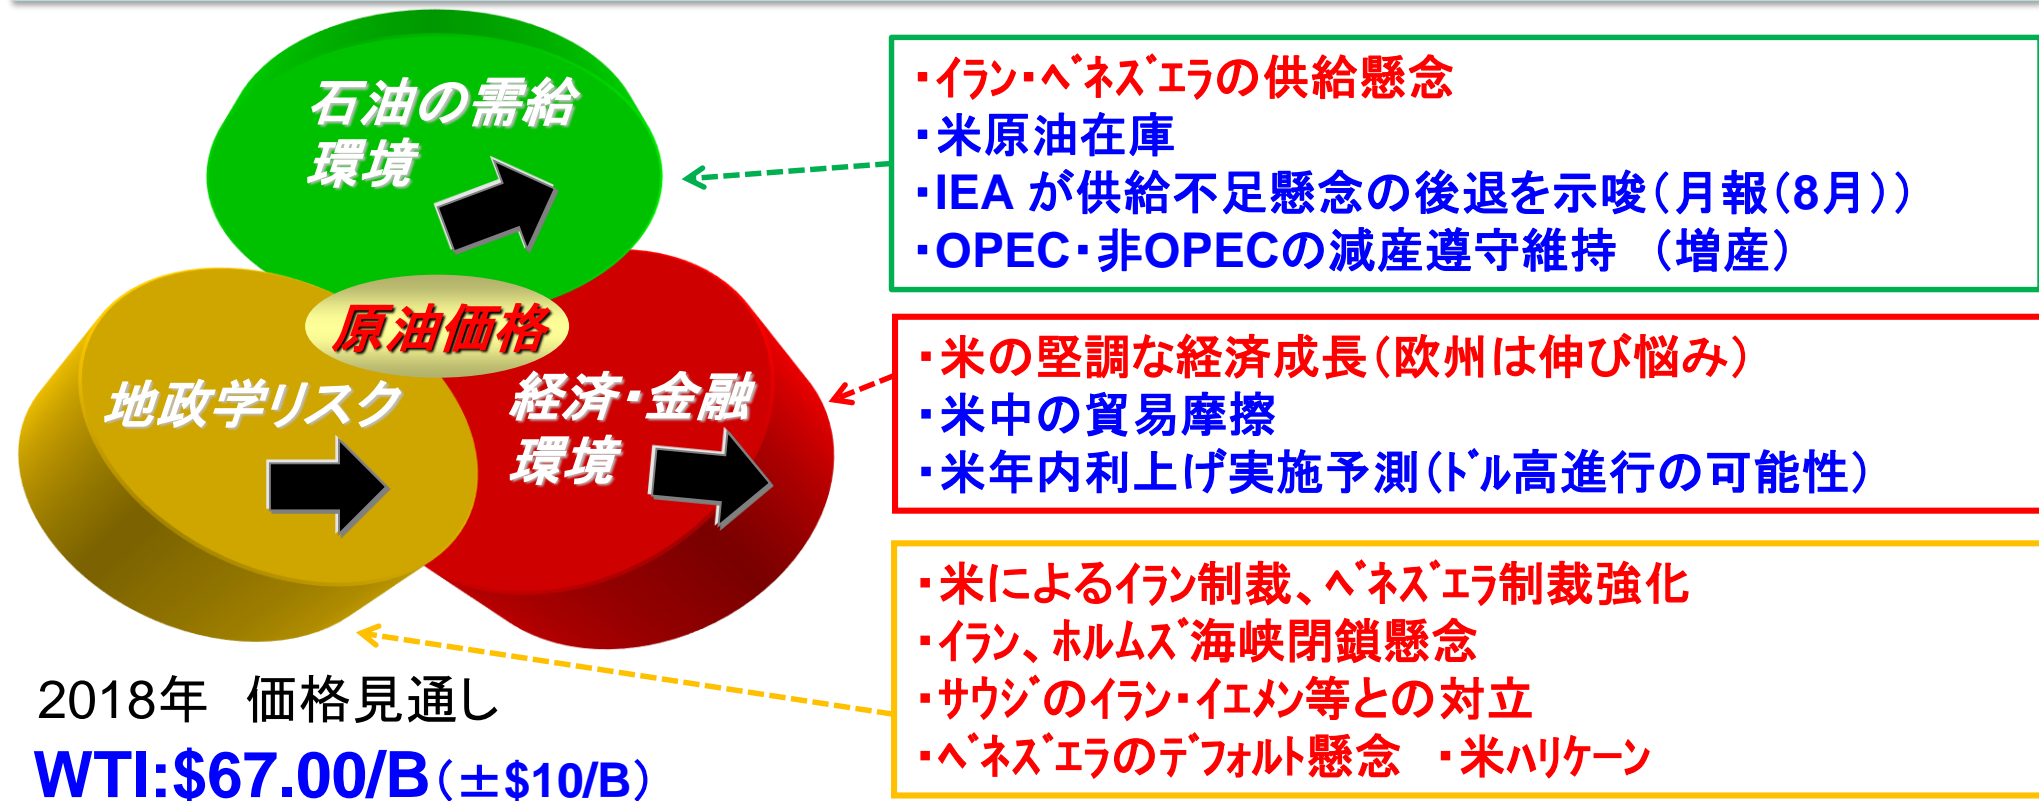 石油の需給
環境
原油価格
地政学リスク
経済・金融
環境
・ｲﾗﾝ・ﾍﾞﾈｽﾞｴﾗの供給懸念
・米原油在庫
・IEA が供給不足懸念の後退を示唆（月報（8月））
・OPEC・非OPECの減産遵守維持　（増産）
・米の堅調な経済成長（欧州は伸び悩み）
・米中の貿易摩擦
・米年内利上げ実施予測（ﾄﾞﾙ高進行の可能性）
・米によるｲﾗﾝ制裁、ﾍﾞﾈｽﾞｴﾗ制裁強化
・ｲﾗﾝ、ﾎﾙﾑｽﾞ海峡閉鎖懸念
・ｻｳｼﾞのｲﾗﾝ・ｲｴﾒﾝ等との対立
・ﾍﾞﾈｽﾞｴﾗのﾃﾞﾌｫﾙﾄ懸念　・米ﾊﾘｹｰﾝ
2018年　価格見通し
WTI:$67.00/B（±$10/B）